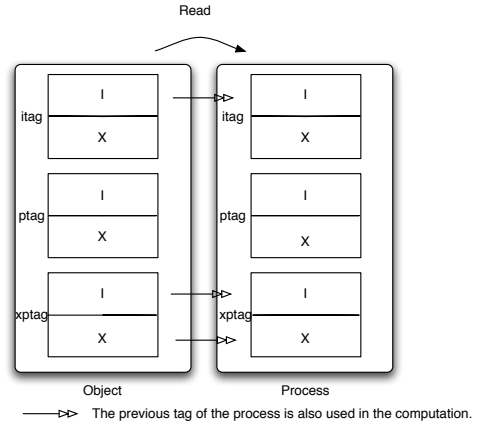 Read
I
I
itag
itag
X
X
I
I
ptag
ptag
X
X
I
I
xptag
xptag
X
X
Object
Process
The previous tag of the process is also used in the computation.